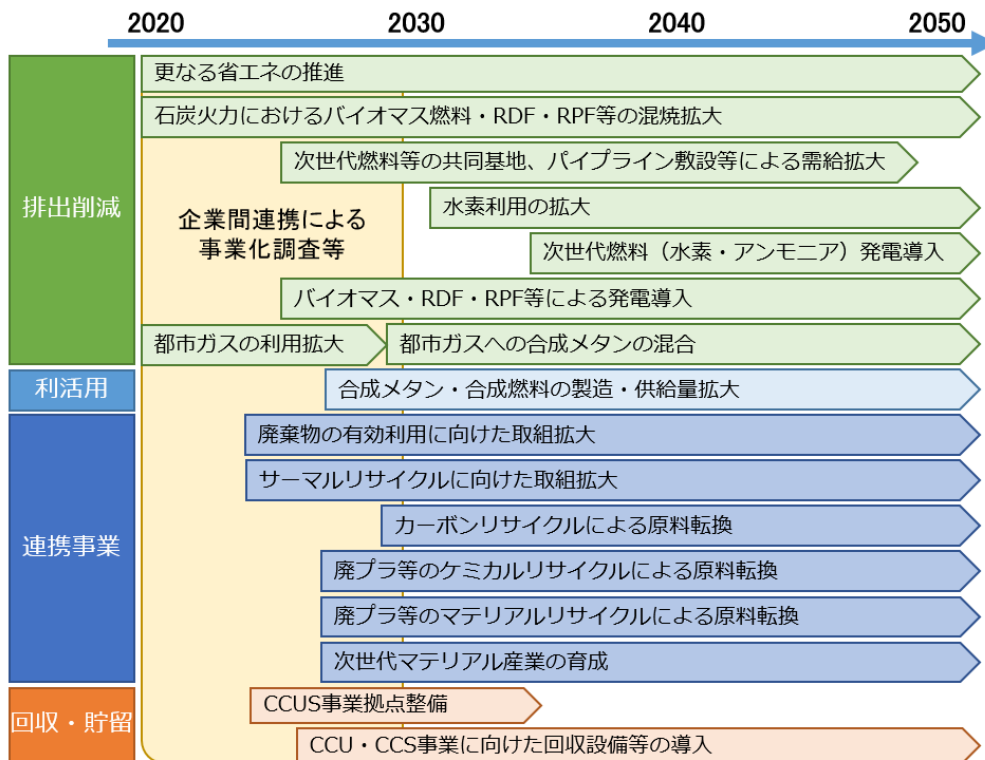 2020 2030 2040 2050
排出削減
更なる省エネの推進
石炭火力におけるバイオマス燃料・RDF・RPF等の混焼拡大
次世代燃料等の共同基地、パイプライン敷設等による需給拡大
水素利用の拡大
企業間連携による
事業化調査等
次世代燃料（水素・アンモニア）発電導入
バイオマス・RDF・RPF等による発電導入
都市ガスの利用拡大
都市ガスへの合成メタンの混合
利活用
合成メタン・合成燃料の製造・供給量拡大
連携事業
廃棄物の有効利用に向けた取組拡大
サーマルリサイクルに向けた取組拡大
カーボンリサイクルによる原料転換
廃プラ等のケミカルリサイクルによる原料転換
廃プラ等のマテリアルリサイクルによる原料転換
次世代マテリアル産業の育成
回収・貯留
CCUS事業拠点整備
CCU・CCS事業に向けた回収設備等の導入